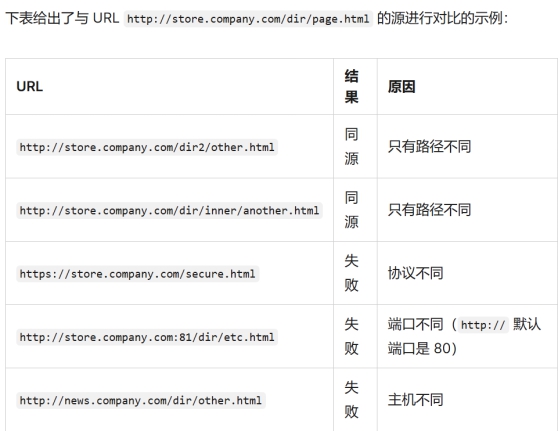 下表给出了与 URL http://store.company.com/dir/page.html 的源进行对比的示例：
URL 结果 原因
http://store.company.com/dir2/other.html 同源 只有路径不同
http://store.company.com/dir/inner/another.html 同源 只有路径不同
https://store.company.com/secure.html 失败 协议不同
http://store.company.com:81/dir/etc.html 失败 端口不同（http:// 默认
端口是 80）
http://news.company.com/dir/other.html 失败 主机不同